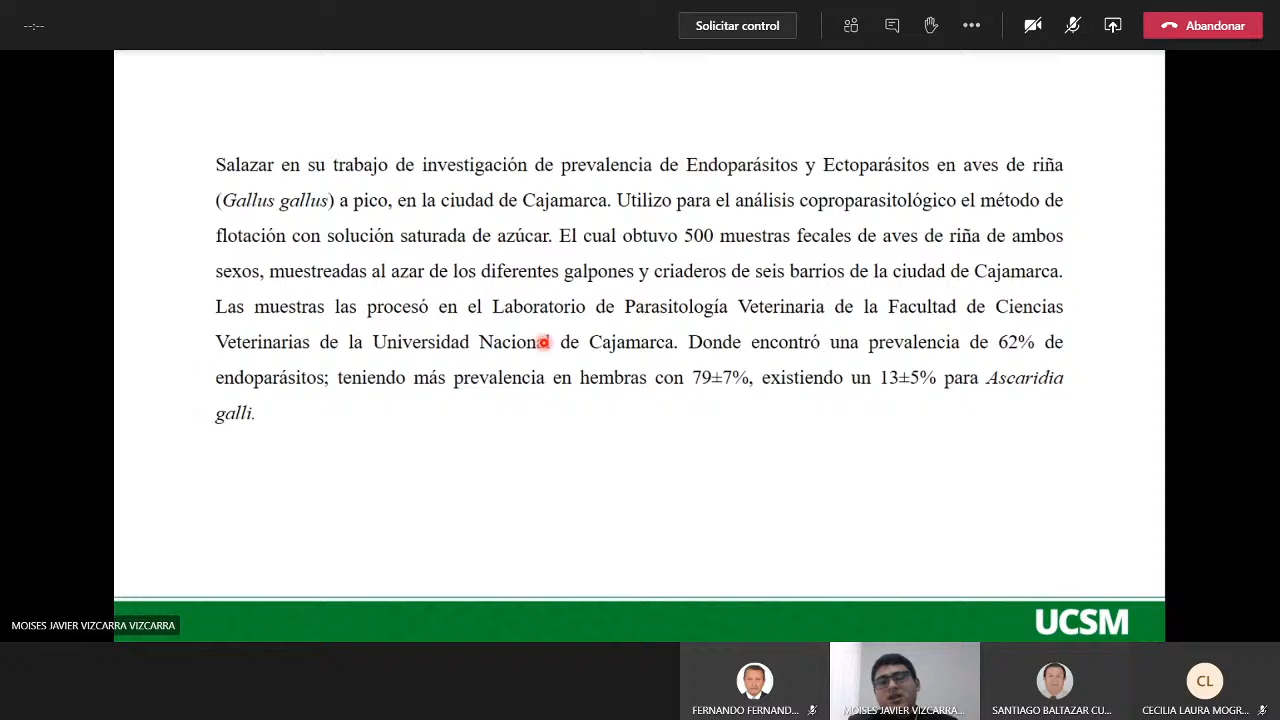 --:--
Solicitar control
Abandonar
Salazar en su trabajo de investigación de prevalencia de Endoparásitos y Ectoparásitos en aves de riña
(Gallus gallus) a pico, en la ciudad de Cajamarca. Utilizo para el análisis coproparasitológico el método de
flotación con solución saturada de azúcar. El cual obtuvo 500 muestras fecales de aves de riña de ambos
sexos, muestreadas al azar de los diferentes galpones y criaderos de seis barrios de la ciudad de Cajamarca.
Las muestras las procesó en el Laboratorio de Parasitología Veterinaria de la Facultad de Ciencias
Veterinarias de la Universidad Nacional de Cajamarca. Donde encontró una prevalencia de 62% de
endoparásitos; teniendo más prevalencia en hembras con 79±7%, existiendo un 13±5% para Ascaridia
galli.
MOISES JAVIER VIZCARRA VIZCARRA
UCSM
CL
FERNANDO FERNAND...
MOISES JAVIER VIZCARRA...
SANTIAGO BALTAZAR CU...
CECILIA LAURA MOGR...